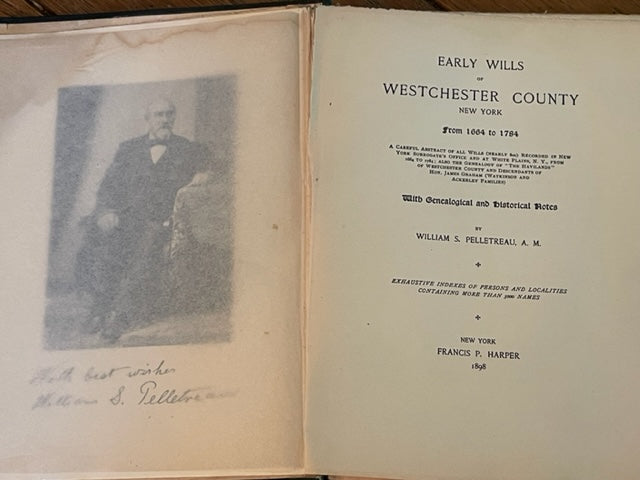 With best wishes
William S. Pelletreau
EARLY WILLS
OF
WESTCHESTER COUNTY
NEW YORK
From 1664 to 1784
A CAREFUL ABSTRACT OF ALL WILLS (NEARLY 800) RECORDED IN NEW
YORK SURROGATE'S OFFICE AND AT WHITE PLAINS, N. Y., FROM
1664 TO 1784; ALSO THE GENEALOGY OF "THE HAVILANDS"
OF WESTCHESTER COUNTY AND DESCENDANTS OF
HON. JAMES GRAHAM (WATKINSON AND
ACKERLEY FAMILIES)
With Genealogical and Historical Notes
BY
WILLIAM S. PELLETREAU, A. M.
EXHAUSTIVE INDEXES OF PERSONS AND LOCALITIES
CONTAINING MORE THAN 5000 NAMES
NEW YORK
FRANCIS P. HARPER
1898